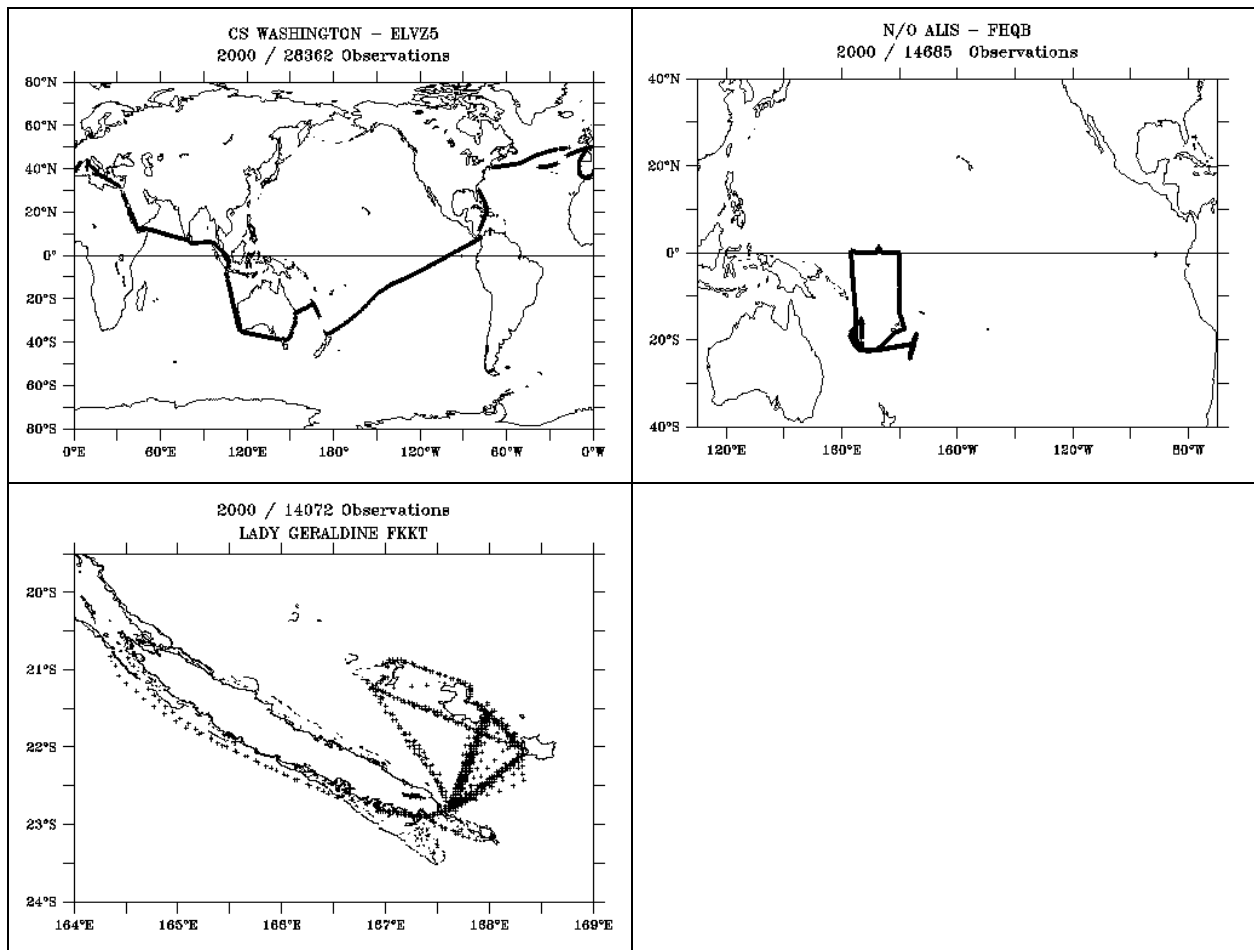 CS WASHINGTON - ELVZ5
2000 / 28362 Observations
80°N
60°N
40°N
20°N
0°
20°S
40°S
60°S
80°S
0°E 60°E 120°E 180°E 120°W 60°W 0°W
N/O ALIS - FHQB
2000 / 14685 Observations
40°N
20°N
0°
20°S
40°S
120°E 160°E 160°W 120°W 80°W
2000 / 14072 Observations
LADY GERALDINE FKKT
20°S
21°S
22°S
23°S
24°S
164°E 165°E 166°E 167°E 168°E 169°E